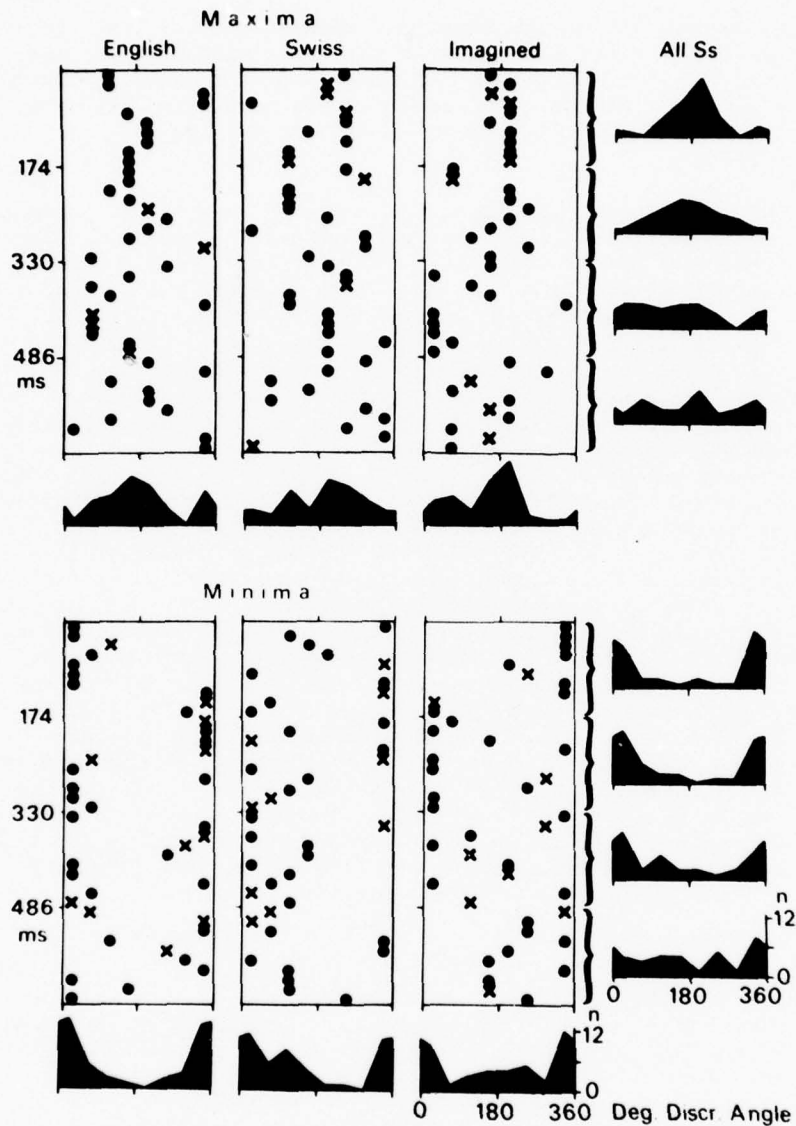 Maxima
English Swiss Imagined All Ss
174
330
486
ms
Minima
174
330
486
ms
n
12
0
0 180 360
n
12
0
0 180 360 Deg. Discr. Angle